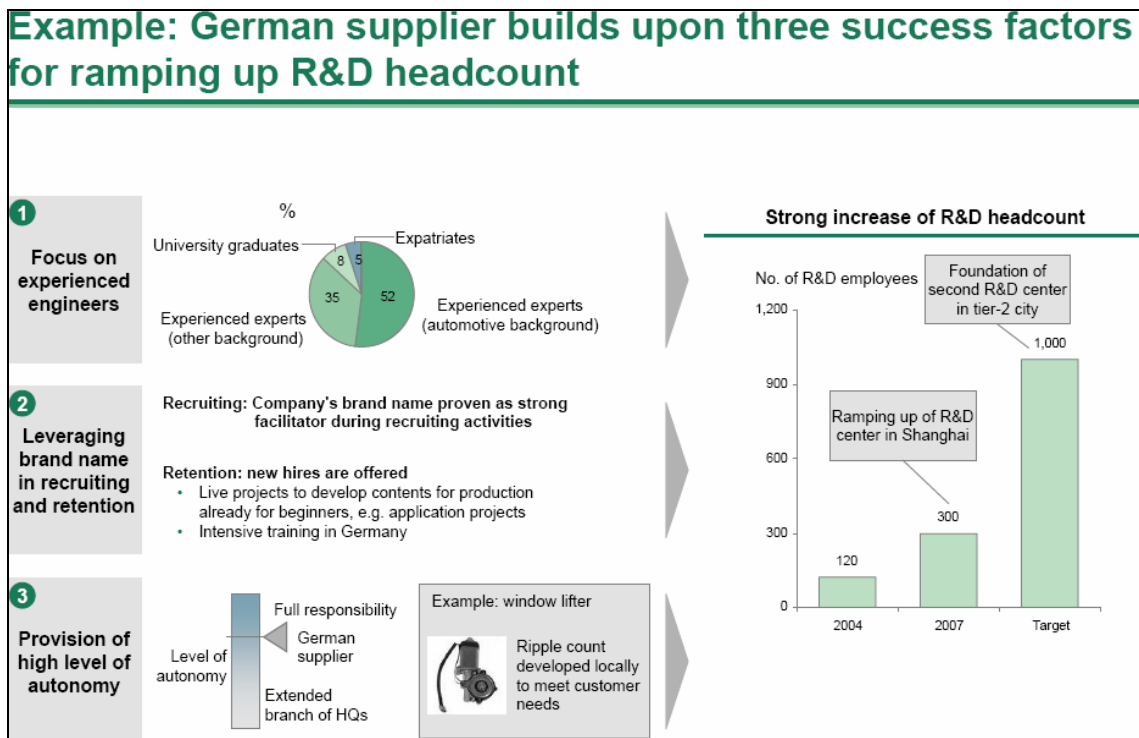 Example: German supplier builds upon three success factors
for ramping up R&D headcount
1
Focus on
experienced
engineers
%
University graduates
Expatriates
8
5
35
52
Experienced experts
(other background)
Experienced experts
(automotive background)
2
Leveraging
brand name
in recruiting
and retention
Recruiting: Company's brand name proven as strong
facilitator during recruiting activities
Retention: new hires are offered
• Live projects to develop contents for production
already for beginners, e.g. application projects
• Intensive training in Germany
3
Provision of
high level of
autonomy
Level of
autonomy
Full responsibility
German
supplier
Extended
branch of HQs
Example: window lifter
Ripple count
developed locally
to meet customer
needs
Strong increase of R&D headcount
No. of R&D employees
Foundation of
second R&D center
in tier-2 city
Ramping up of R&D
center in Shanghai
1,200
900
600
300
0
120
300
1,000
2004
2007
Target